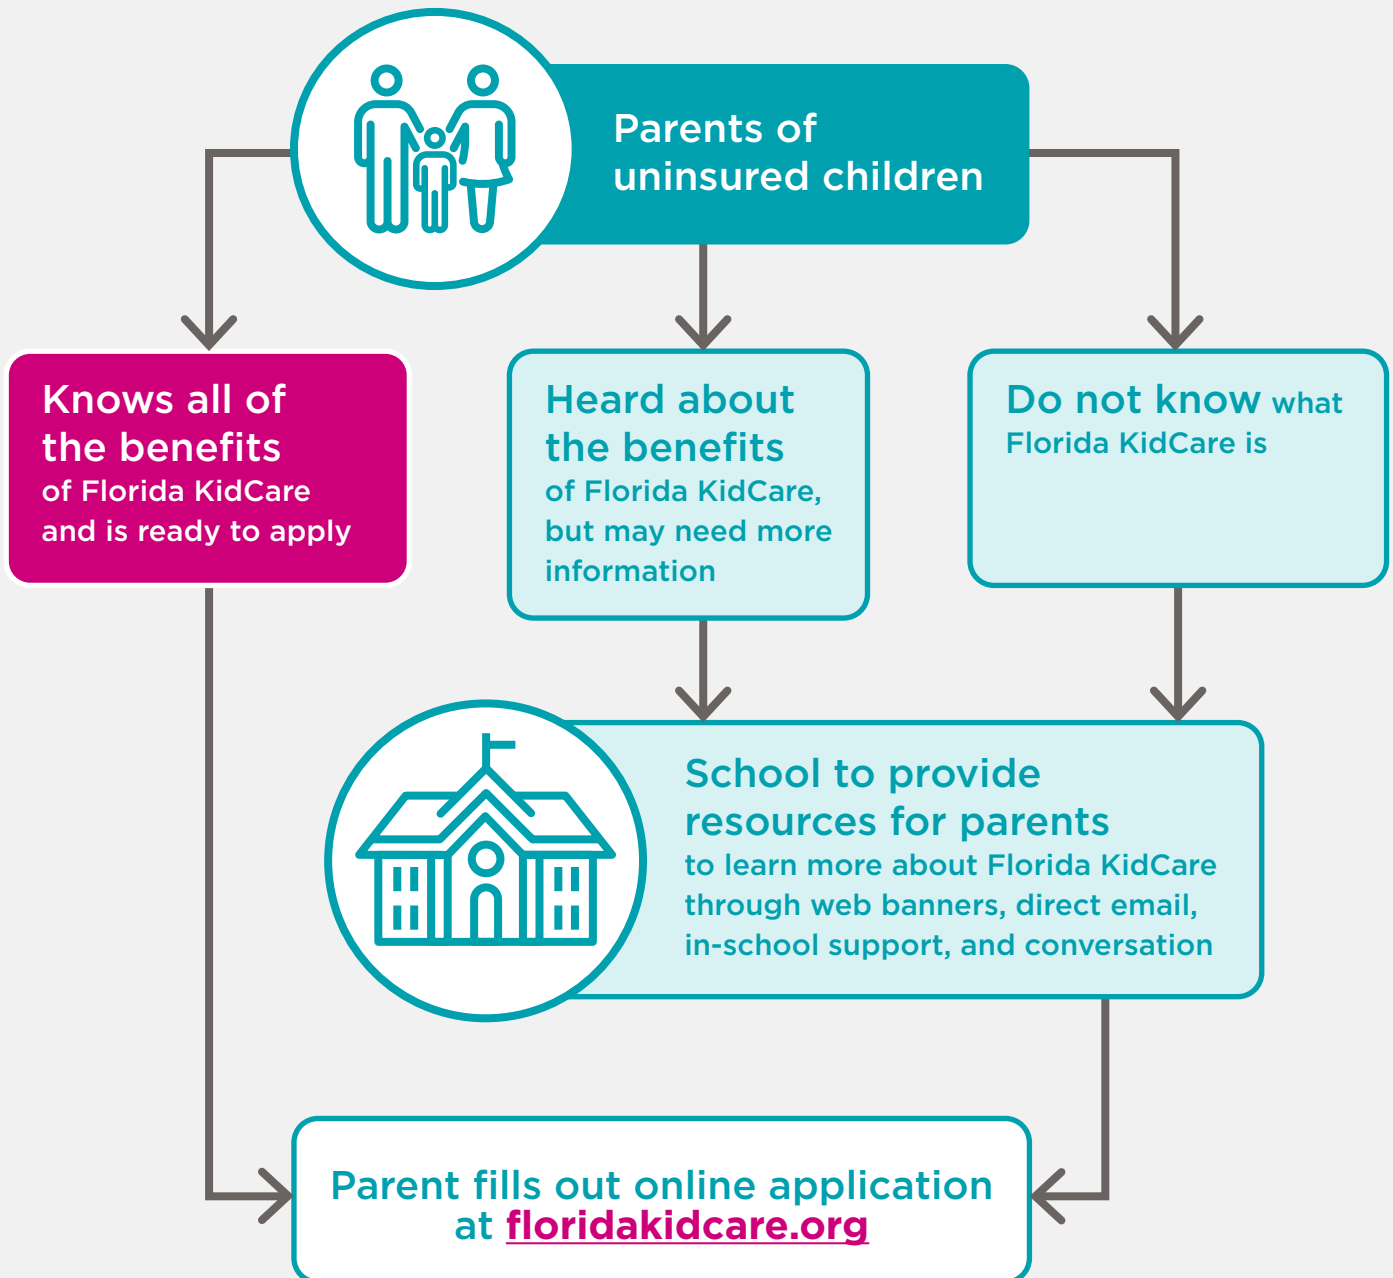 Parents of
uninsured children
Knows all of
the benefits
of Florida KidCare
and is ready to apply
Heard about
the benefits
of Florida KidCare,
but may need more
information
Do not know what
Florida KidCare is
School to provide
resources for parents
to learn more about Florida KidCare
through web banners, direct email,
in-school support, and conversation
Parent fills out online application
at floridakidcare.org